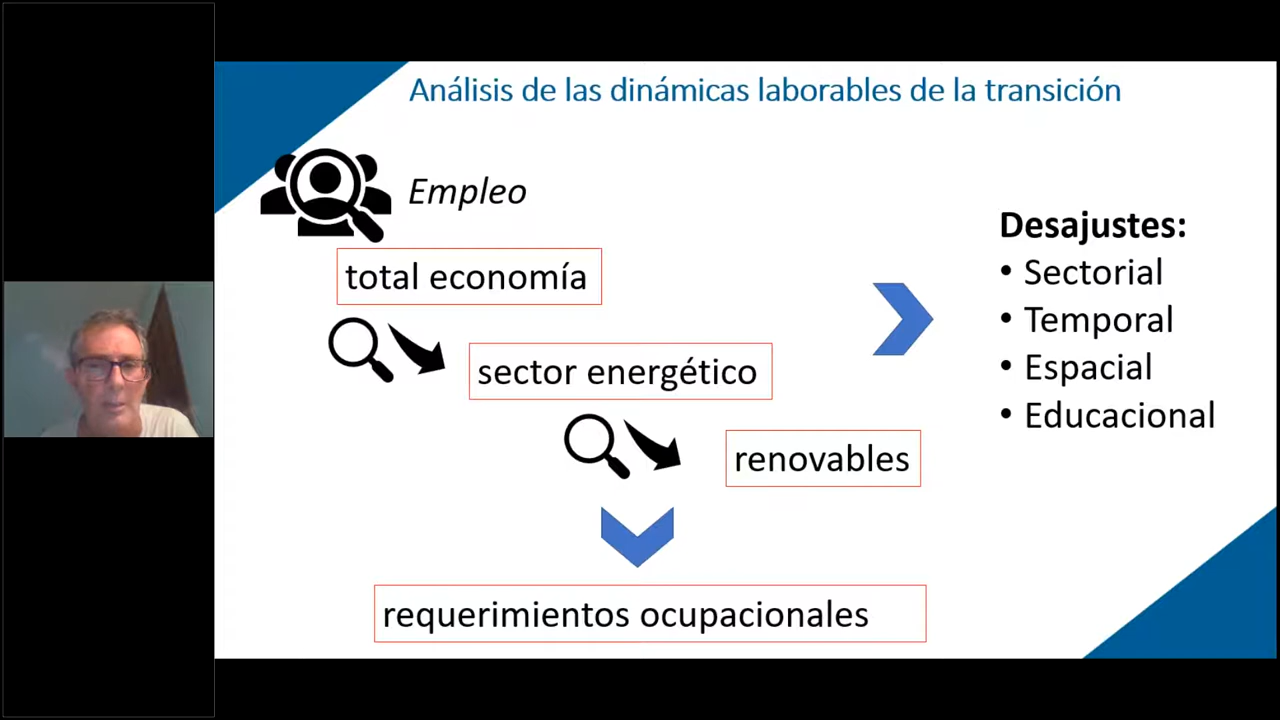 Análisis de las dinámicas laborables de la transición
Empleo
total economía
sector energético
renovables
requerimientos ocupacionales
Desajustes:
• Sectorial
• Temporal
• Espacial
• Educacional